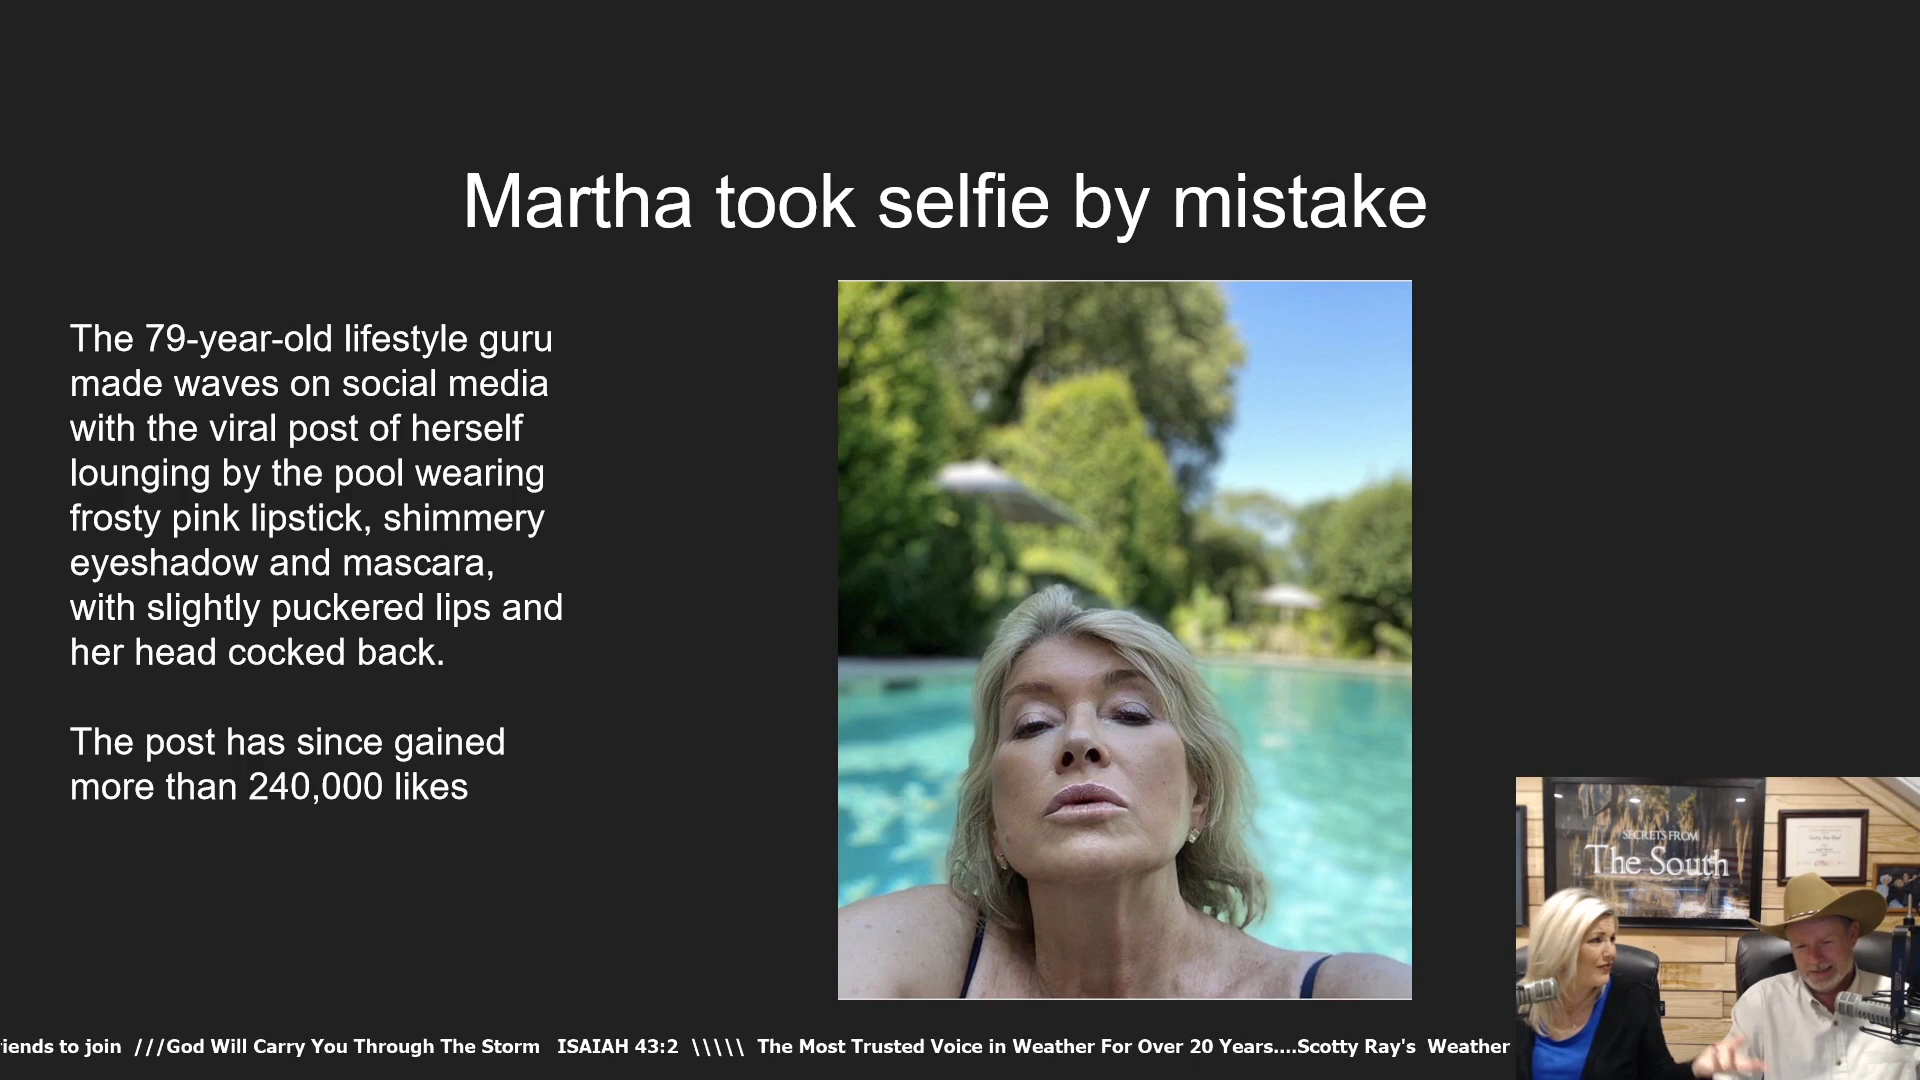 Martha took selfie by mistake
The 79-year-old lifestyle guru
made waves on social media
with the viral post of herself
lounging by the pool wearing
frosty pink lipstick, shimmery
eyeshadow and mascara,
with slightly puckered lips and
her head cocked back.
The post has since gained
more than 240,000 likes
SECRETS FROM
The South
iends to join ///God Will Carry You Through The Storm ISAIAH 43:2 \\\\\ The Most Trusted Voice in Weather For Over 20 Years....Scotty Ray's Weather